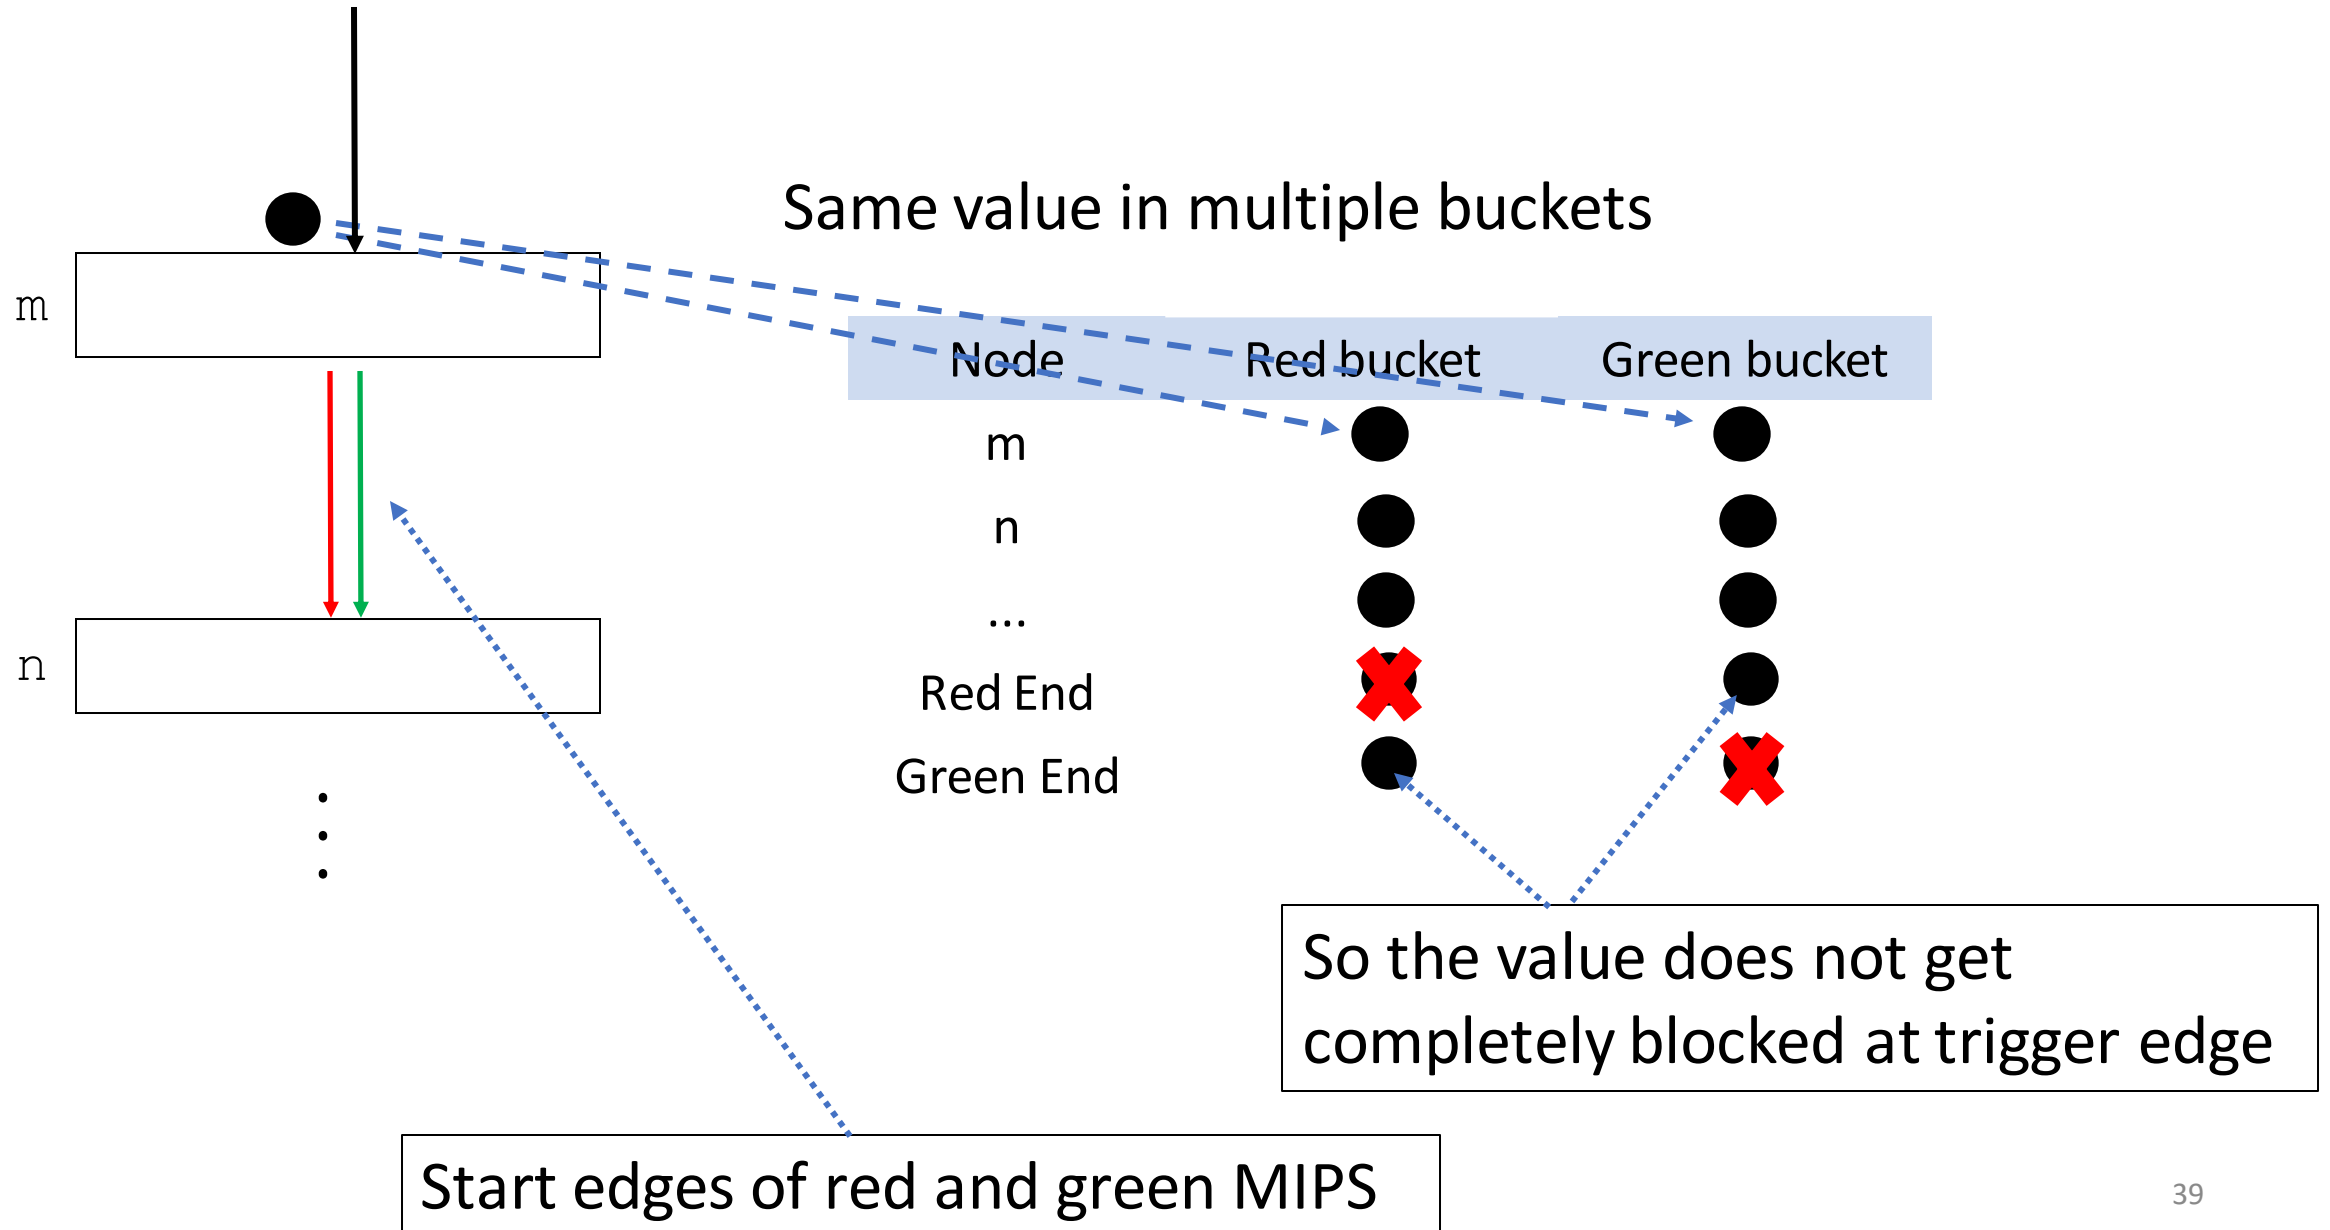 Same value in multiple buckets
m
Node Red bucket Green bucket
m
n
...
n
Red End
Green End
So the value does not get
completely blocked at trigger edge
Start edges of red and green MIPS
39